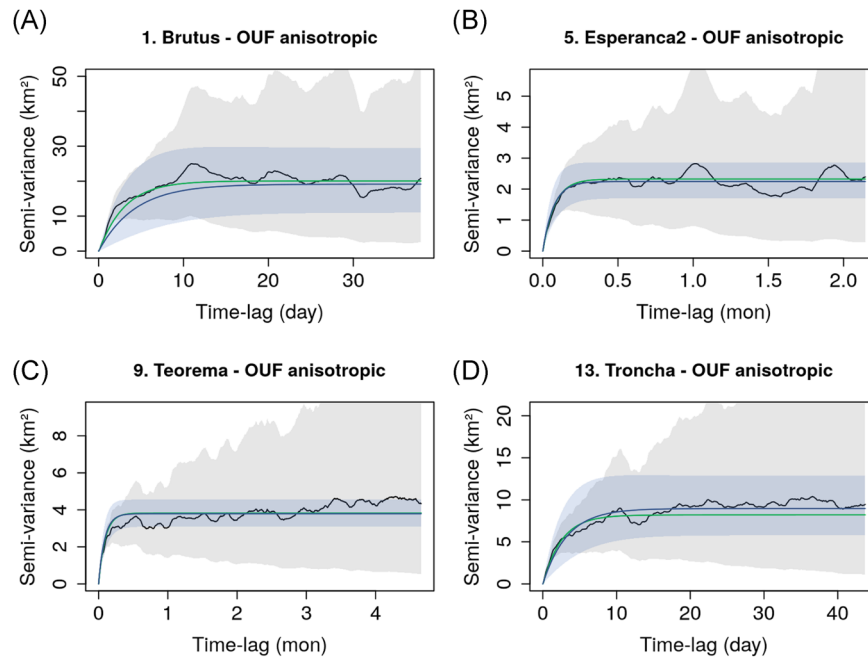 (A)
1. Brutus - OUF anisotropic
Semi-variance (km²)
50
30
10
0
0 10 20 30
Time-lag (day)
(B)
5. Esperanca2 - OUF anisotropic
Semi-variance (km²)
5
4
3
2
1
0
0.0 0.5 1.0 1.5 2.0
Time-lag (mon)
(C)
9. Teorema - OUF anisotropic
Semi-variance (km²)
8
6
4
2
0
0 1 2 3 4
Time-lag (mon)
(D)
13. Troncha - OUF anisotropic
Semi-variance (km²)
20
15
10
5
0
0 10 20 30 40
Time-lag (day)